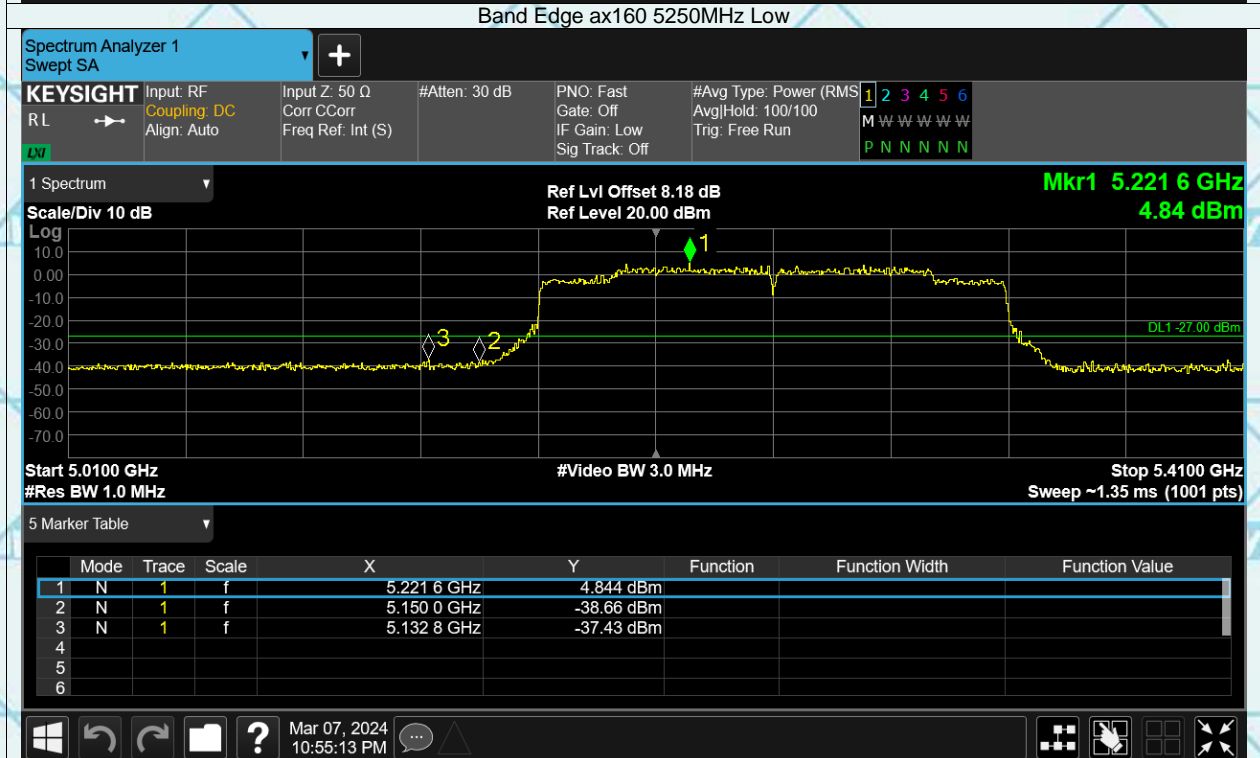 Band Edge ax160 5250MHz Low
Spectrum Analyzer 1
Swept SA
KEYSIGHT
R L
LXI
Input: RF
Coupling: DC
Align: Auto
Input Z: 50 Ω
Corr CCorr
Freq Ref: Int (S)
#Atten: 30 dB
PNO: Fast
Gate: Off
IF Gain: Low
Sig Track: Off
#Avg Type: Power (RMS
Avg|Hold: 100/100
Trig: Free Run
1 2 3 4 5 6
M W W W W W
P N N N N N
1 Spectrum
Scale/Div 10 dB
Ref Lvl Offset 8.18 dB
Ref Level 20.00 dBm
Mkr1 5.221 6 GHz
4.84 dBm
Log
10.0
0.00
-10.0
-20.0
-30.0
-40.0
-50.0
-60.0
-70.0
1
2
3
DL1 -27.00 dBm
Start 5.0100 GHz
#Res BW 1.0 MHz
#Video BW 3.0 MHz
Stop 5.4100 GHz
Sweep ~1.35 ms (1001 pts)
5 Marker Table
Mode Trace Scale X Y Function Function Width Function Value
1 N 1 f 5.221 6 GHz 4.844 dBm
2 N 1 f 5.150 0 GHz -38.66 dBm
3 N 1 f 5.132 8 GHz -37.43 dBm
4
5
6
?
Mar 07, 2024
10:55:13 PM